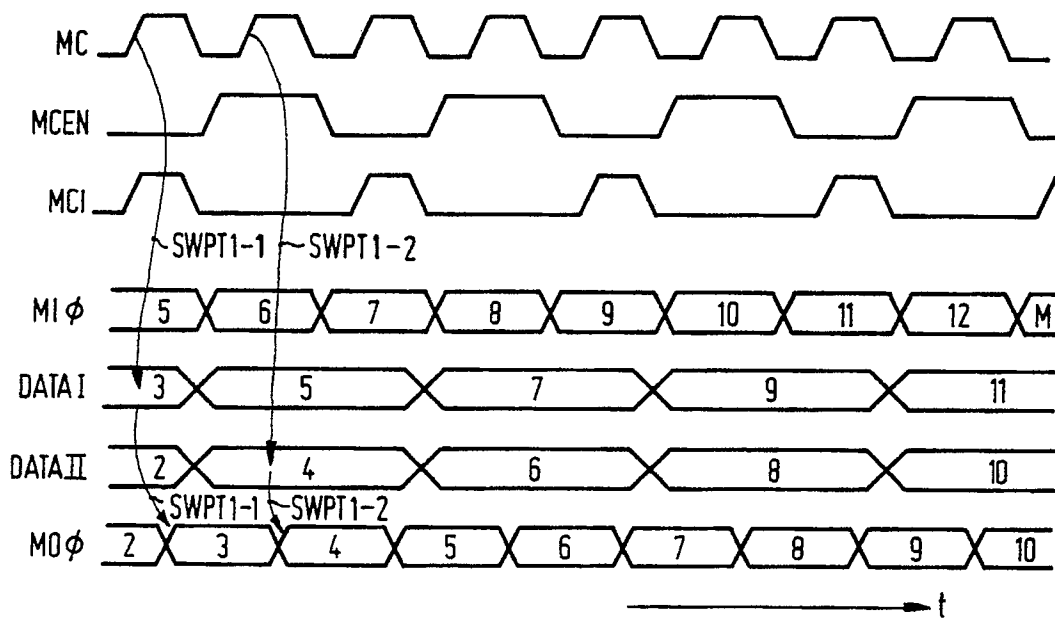 MC
MCEN
MCI
SWPT1-1 SWPT1-2
MIϕ 5 6 7 8 9 10 11 12 M
DATA I 3 5 7 9 11
DATA II 2 4 6 8 10
SWPT1-1 SWPT1-2
MOϕ 2 3 4 5 6 7 8 9 10
t